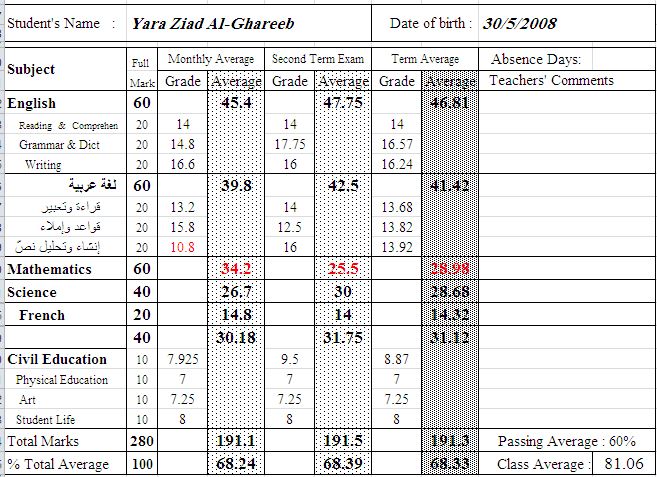 Student's Name : Yara Ziad Al-Ghareeb Date of birth : 30/5/2008
Subject Full Mark Monthly Average Second Term Exam Term Average Absence Days:
Grade Average Grade Average Grade Average Teachers' Comments
English 60 45.4 47.75 46.81
Reading & Comprehen 20 14 14 14
Grammar & Dict 20 14.8 17.75 16.57
Writing 20 16.6 16 16.24
لغة عربية 60 39.8 42.5 41.42
قراءة وتعبير 20 13.2 14 13.68
قواعد وإملاء 20 15.8 12.5 13.82
إنشاء وتحليل نصّ 20 10.8 16 13.92
Mathematics 60 34.2 25.5 28.98
Science 40 26.7 30 28.68
French 20 14.8 14 14.32
40 30.18 31.75 31.12
Civil Education 10 7.925 9.5 8.87
Physical Education 10 7 7 7
Art 10 7.25 7.25 7.25
Student Life 10 8 8 8
Total Marks 280 191.1 191.5 191.3 Passing Average : 60%
% Total Average 100 68.24 68.39 68.33 Class Average : 81.06